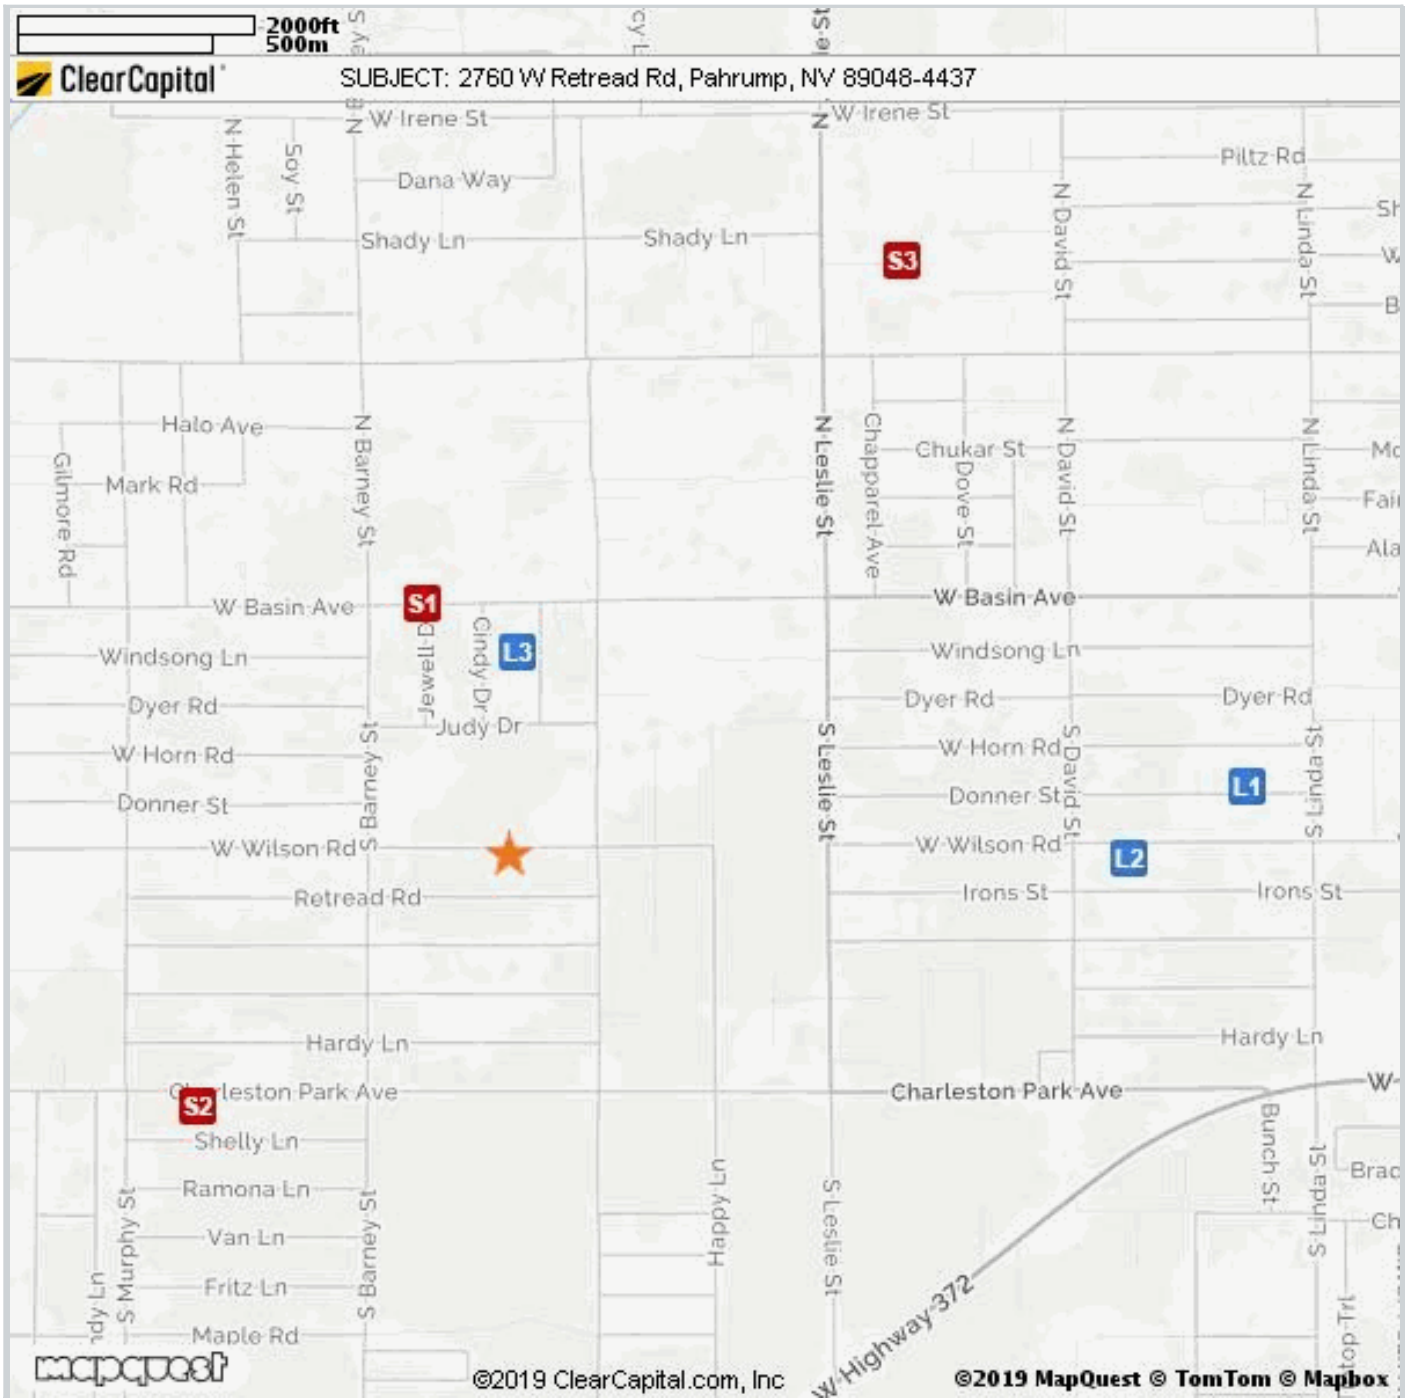 2000ft
500m
ClearCapital
SUBJECT: 2760 W Retread Rd, Pahrump, NV 89048-4437
W Irene St
W Irene St
N Helen St
Soy St
N
Dana Way
Piltz Rd
Shady Ln
Shady Ln
N David St
N Linda St
S3
Halo Ave
Mark Rd
Gilmore Rd
N Barney St
N Leslie St
Chapparel Ave
Chukar St
Dove St
N David St
N Linda St
W Basin Ave
S1
W Basin Ave
Windsong Ln
Jewell D
Cindy Dr
L3
Windsong Ln
Dyer Rd
Dyer Rd
Dyer Rd
Judy Dr
W Horn Rd
S Barney St
S Leslie St
W Horn Rd
S David St
S Linda St
Donner St
Donner St
L1
W Wilson Rd
W Wilson Rd
L2
Retread Rd
Irons St
Irons St
Hardy Ln
Hardy Ln
Charleston Park Ave
S2
Charleston Park Ave
W
Shelly Ln
Ramona Ln
Van Ln
Fritz Ln
Maple Rd
S Murphy St
S Barney St
Happy Ln
S Leslie St
Bunch St
S Linda St
W Highway 372
mapquest
©2019 ClearCapital.com, Inc
©2019 MapQuest © TomTom © Mapbox